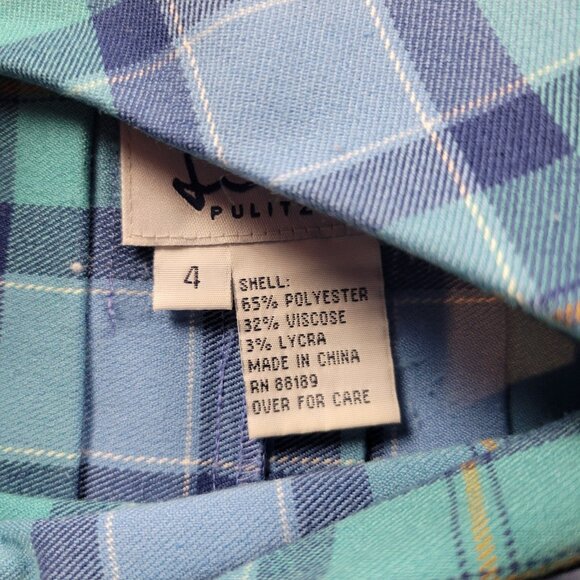 PULITZ
4
SHELL:
65% POLYESTER
32% VISCOSE
3% LYCRA
MADE IN CHINA
RN 88189
OVER FOR CARE